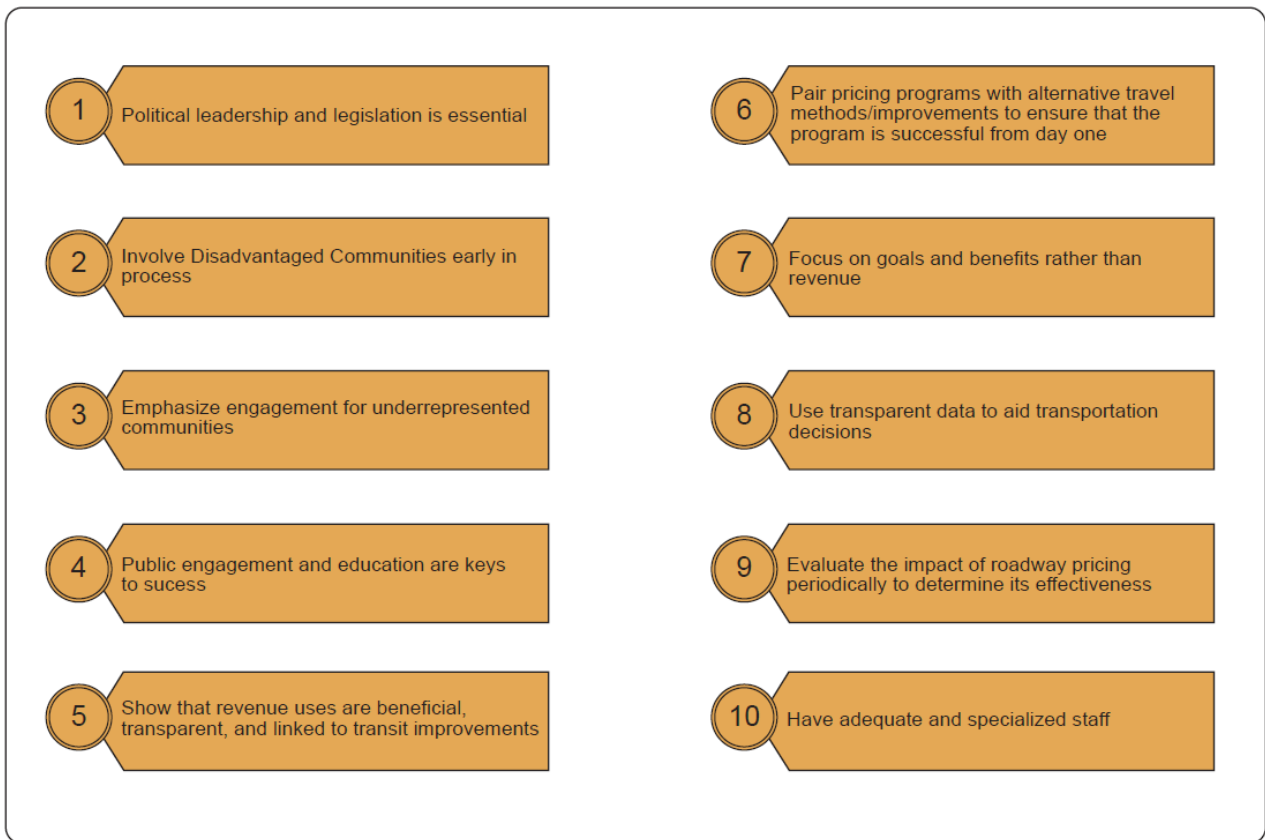 1
Political leadership and legislation is essential
2
Involve Disadvantaged Communities early in
process
3
Emphasize engagement for underrepresented
communities
4
Public engagement and education are keys
to sucess
5
Show that revenue uses are beneficial,
transparent, and linked to transit improvements
6
Pair pricing programs with alternative travel
methods/improvements to ensure that the
program is successful from day one
7
Focus on goals and benefits rather than
revenue
8
Use transparent data to aid transportation
decisions
9
Evaluate the impact of roadway pricing
periodically to determine its effectiveness
10
Have adequate and specialized staff